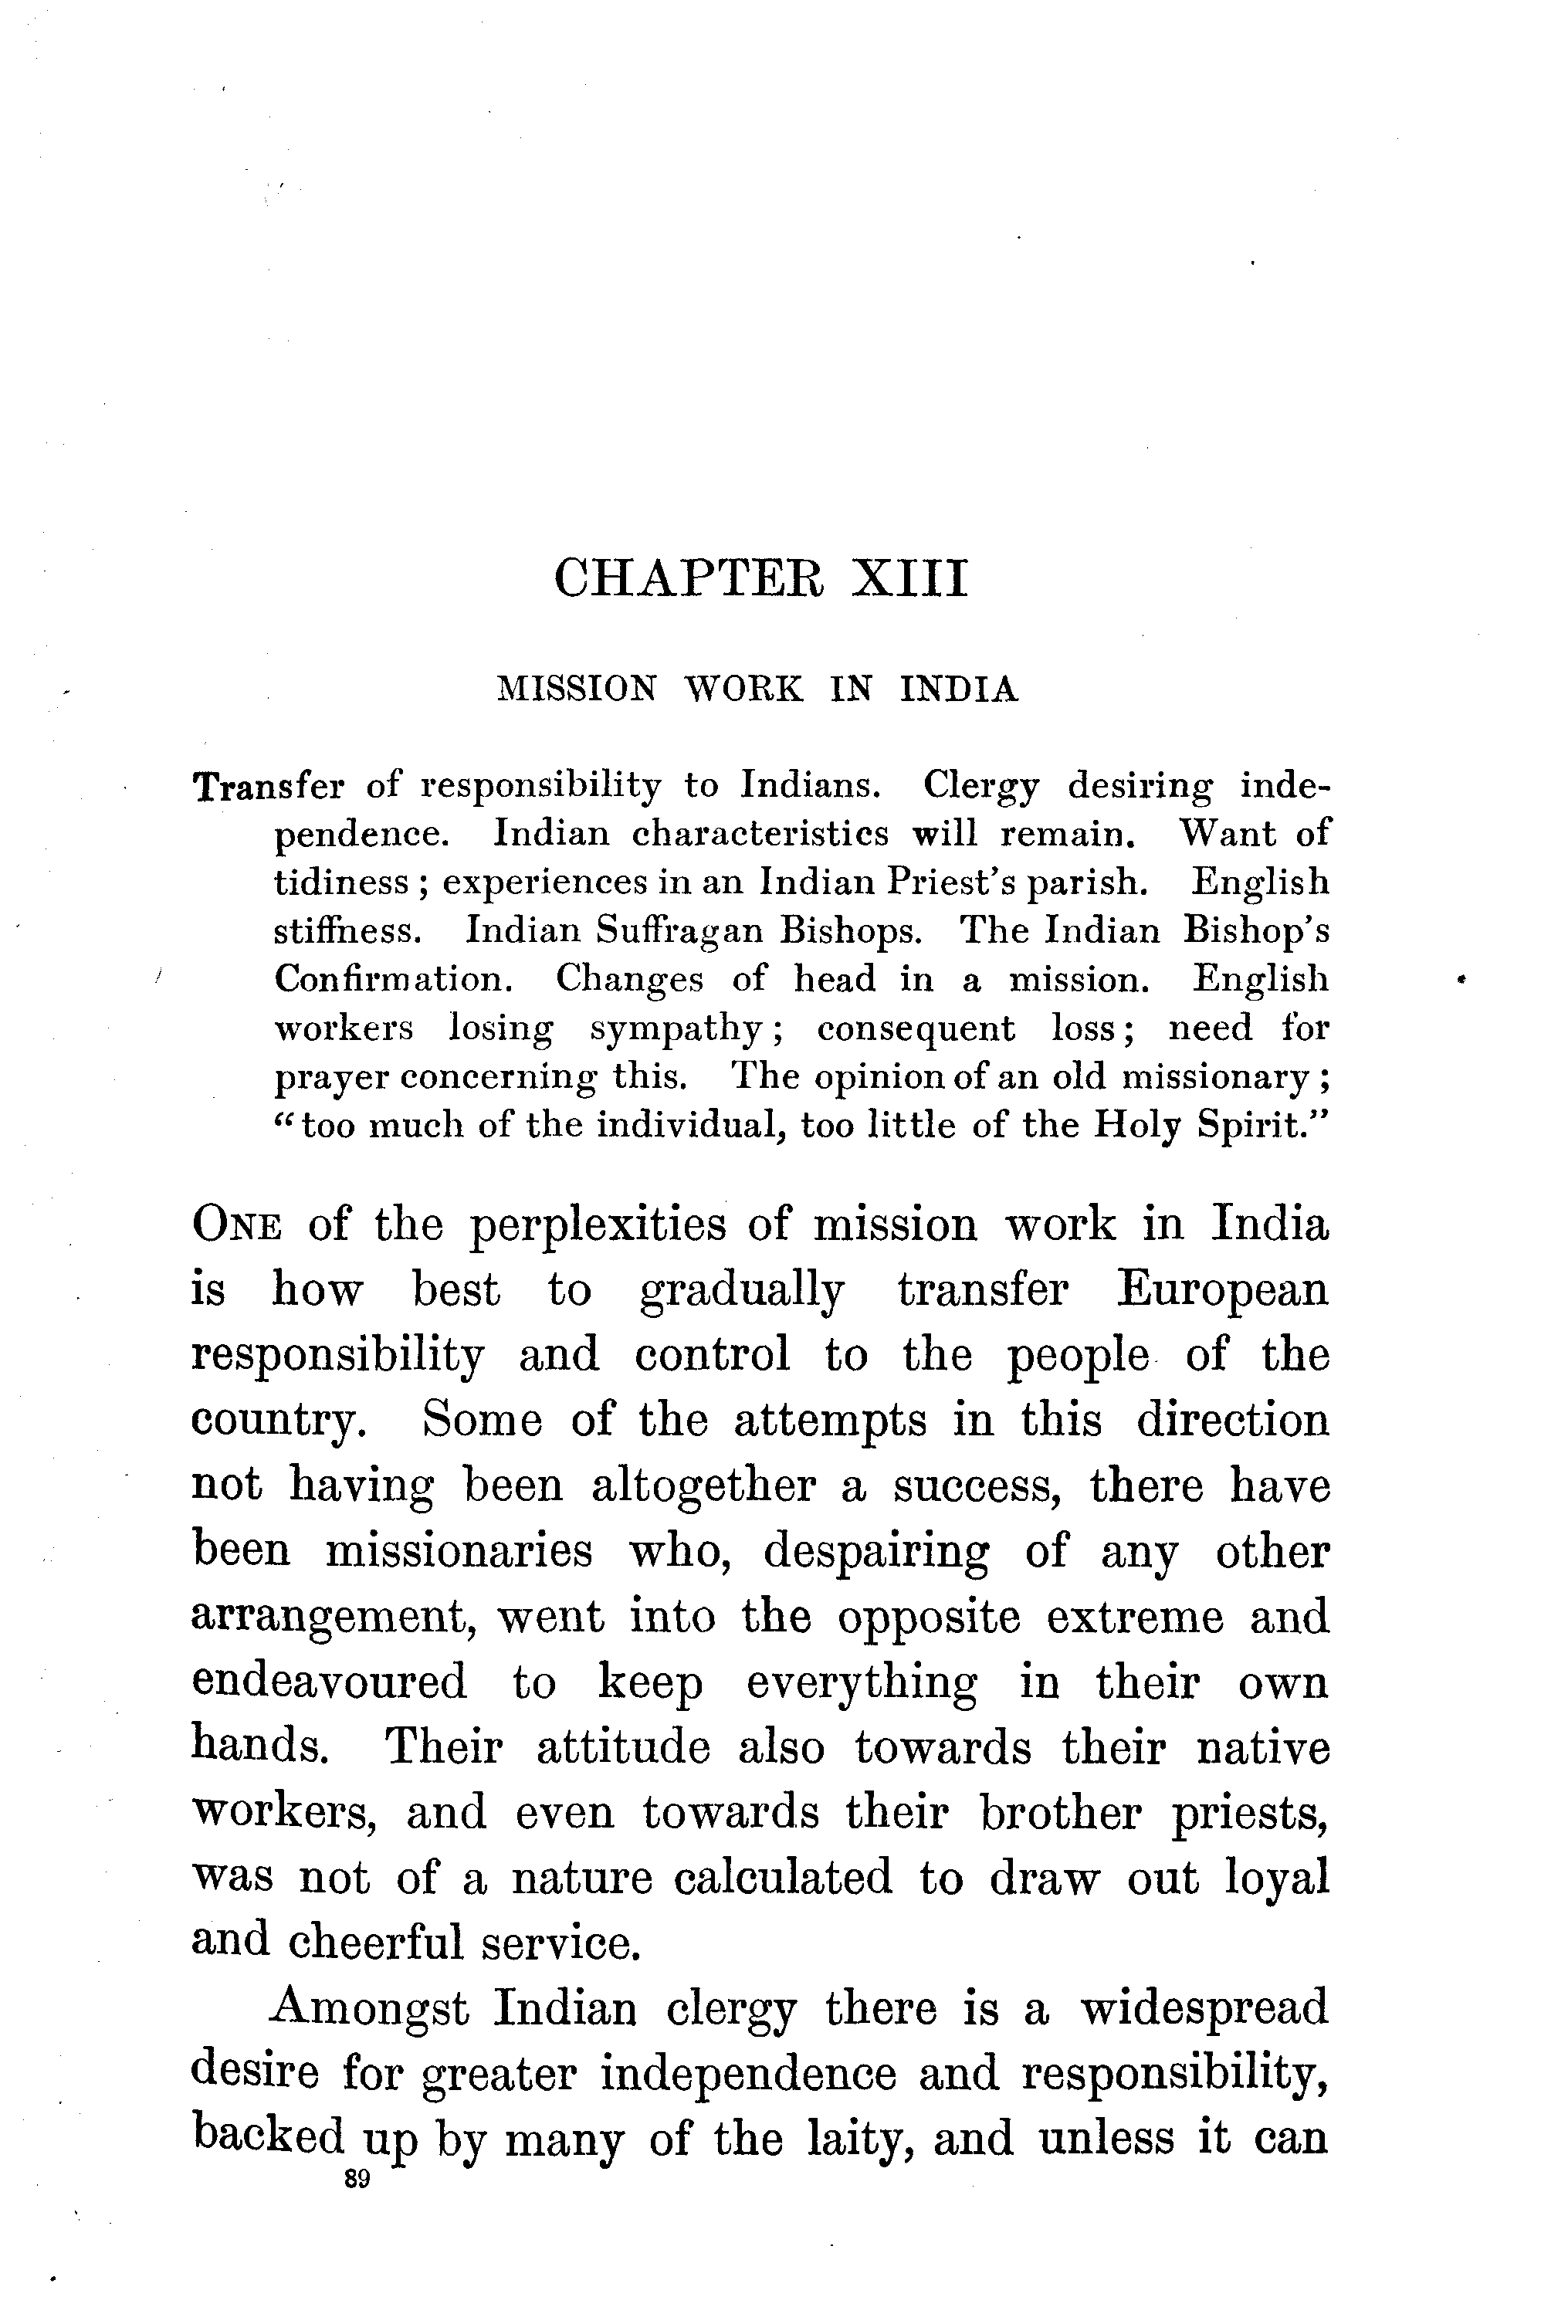 CHAPTER XIII
MISSION WORK IN INDIA
Transfer of responsibility to Indians. Clergy desiring inde-
pendence. Indian characteristics will remain. Want of
tidiness ; experiences in an Indian Priest's parish. English
stiffness. Indian Suffragan Bishops. The Indian Bishop's
Confirmation. Changes of head in a mission. English
workers losing sympathy ; consequent loss ; need for
prayer concerning this. The opinion of an old missionary ;
“too much of the individual, too little of the Holy Spirit.”
ONE of the perplexities of mission work in India
is how best to gradually transfer European
responsibility and control to the people of the
country. Some of the attempts in this direction
not having been altogether a success, there have
been missionaries who, despairing of any other
arrangement, went into the opposite extreme and
endeavoured to keep everything in their own
hands. Their attitude also towards their native
workers, and even towards their brother priests,
was not of a nature calculated to draw out loyal
and cheerful service.
Amongst Indian clergy there is a widespread
desire for greater independence and responsibility,
backed up by many of the laity, and unless it can
89